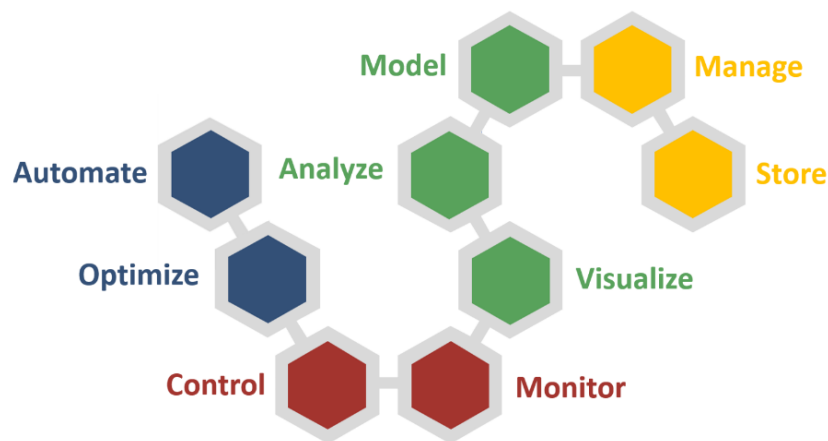 Model
Manage
Automate
Analyze
Store
Optimize
Visualize
Control
Monitor